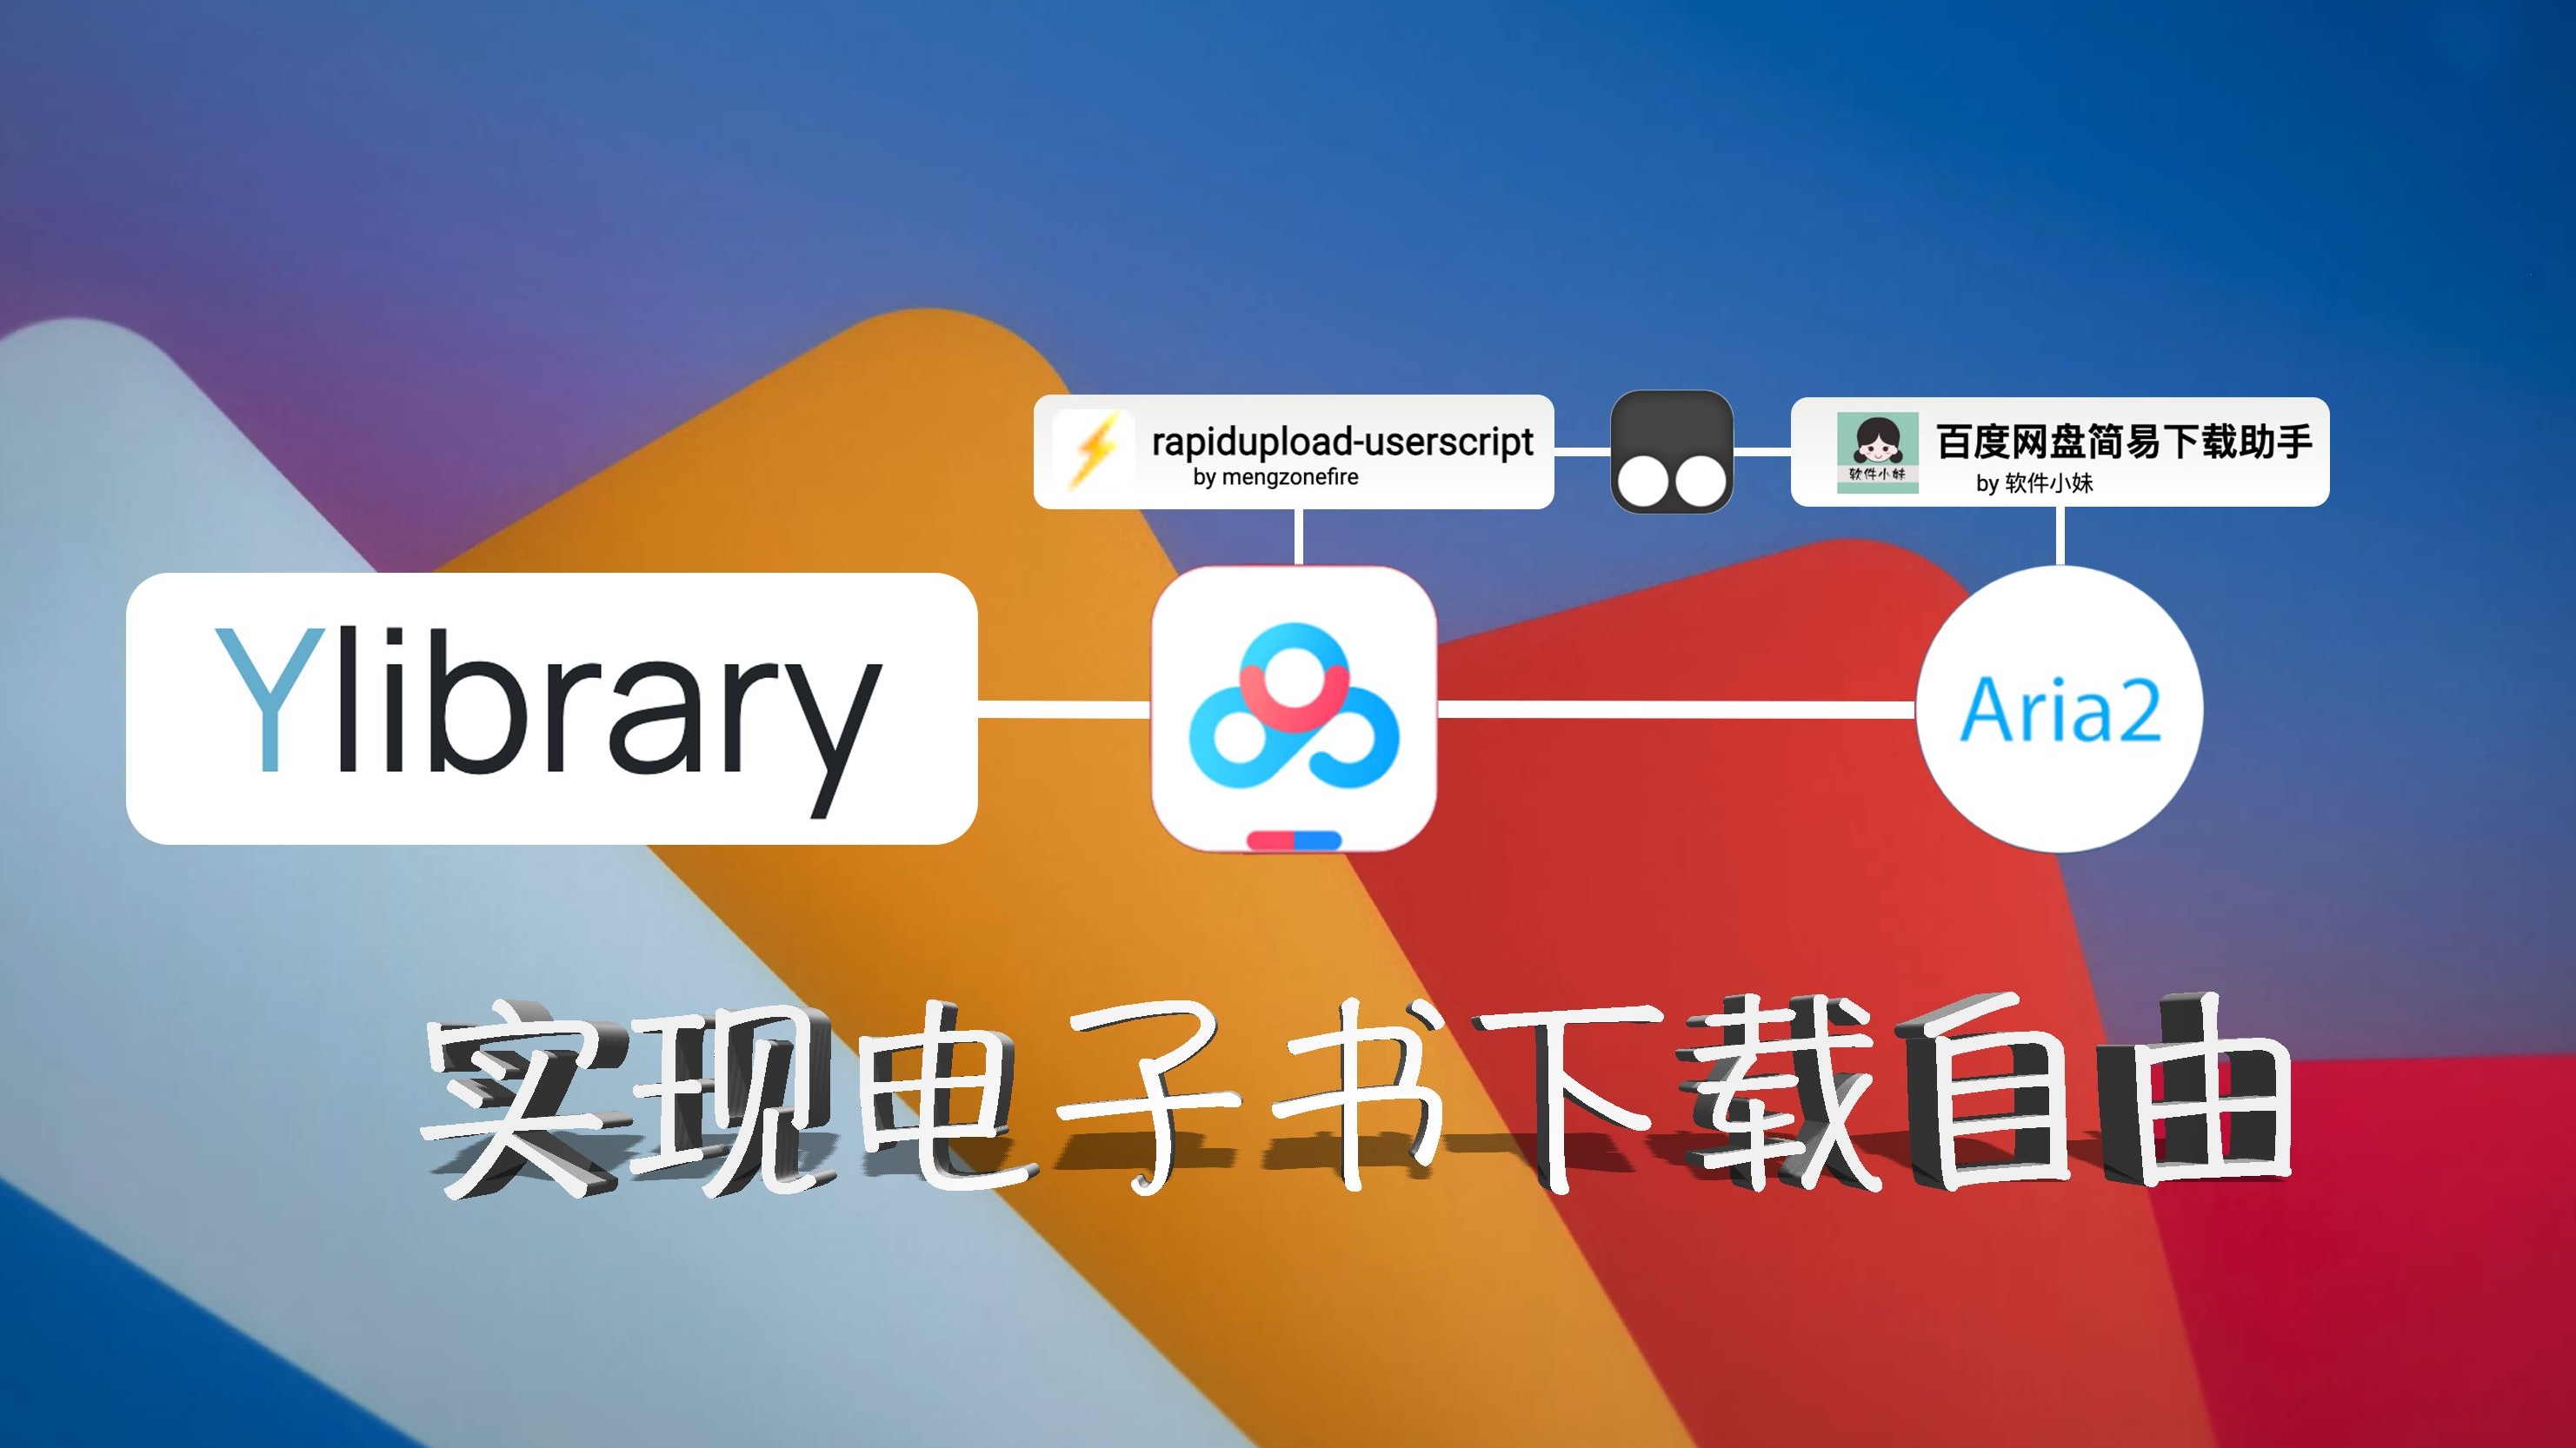 rapidupload-userscript
by mengzonefire
软件小妹
百度网盘简易下载助手
by 软件小妹
Ylibrary
Aria2
实现电子书下载自由